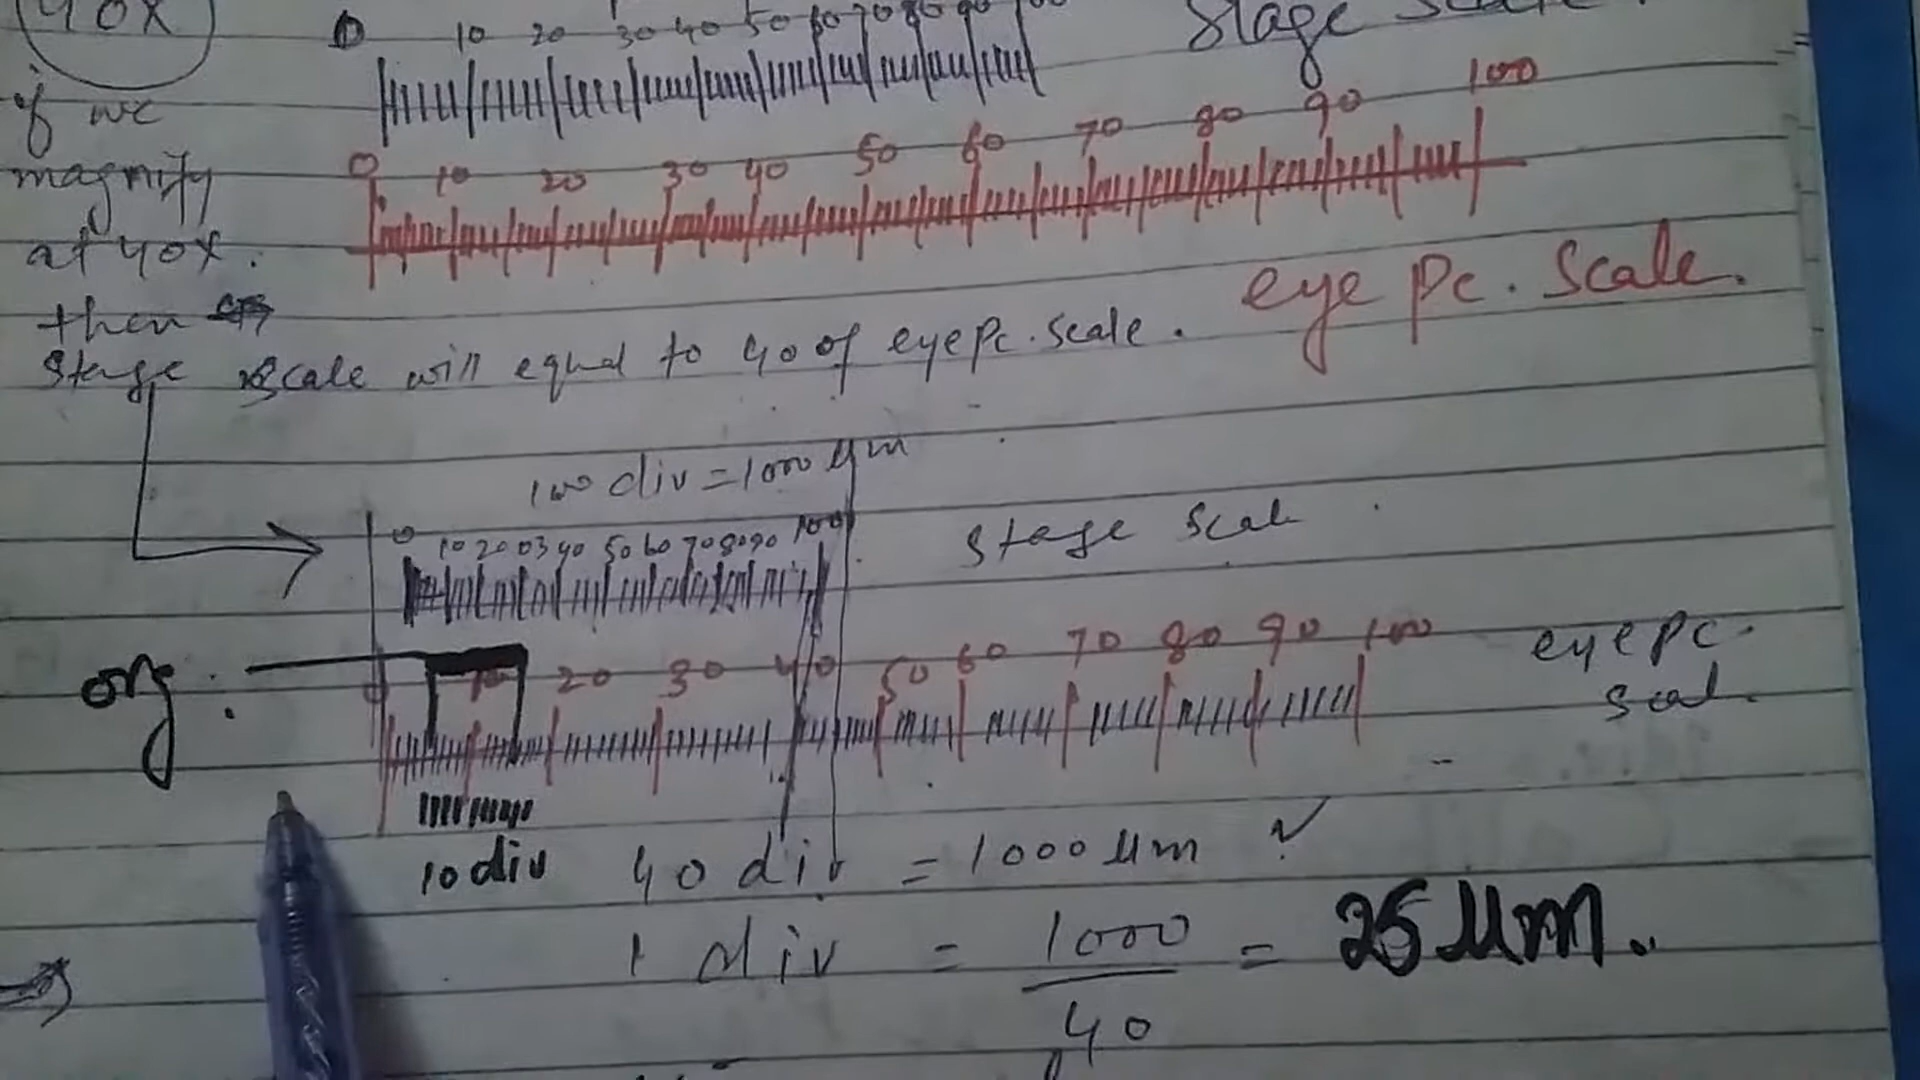 40x
0 10 20 30 40 50 60 70 80 90
Stage
if we
magnify
at 40x.
then
0 10 20 30 40 50 60 70 80 90 100
eye pc. scale.
stage scale will equal to 40 of eyepc. scale.
100 div = 1000 μm
0 10 20 03 40 50 60 70 80 90 100
stage scale
org.
0 10 20 30 40 50 60 70 80 90 100
eyepc.
scal.
10 div
40 div = 1000 μm
1 div = 1000 / 40 = 25 μm.